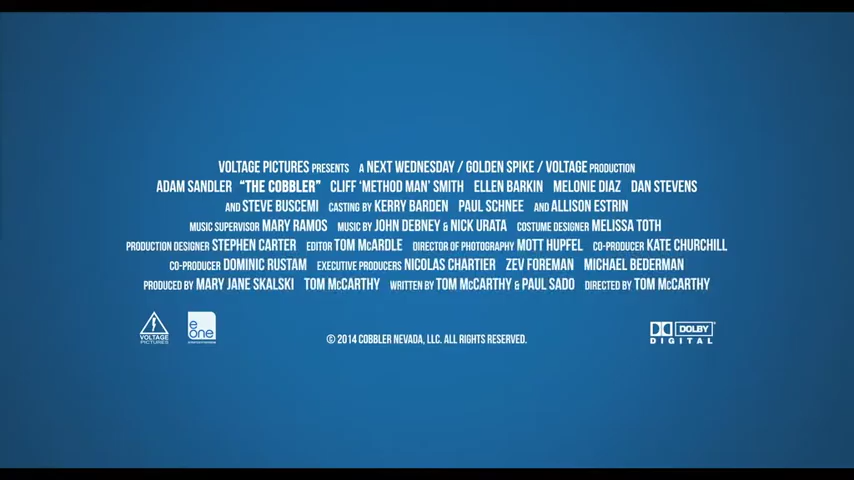 VOLTAGE PICTURES PRESENTS A NEXT WEDNESDAY / GOLDEN SPIKE / VOLTAGE PRODUCTION
ADAM SANDLER "THE COBBLER" CLIFF 'METHOD MAN' SMITH ELLEN BARKIN MELONIE DIAZ DAN STEVENS
AND STEVE BUSCEMI CASTING BY KERRY BARDEN PAUL SCHNEE AND ALLISON ESTRIN
MUSIC SUPERVISOR MARY RAMOS MUSIC BY JOHN DEBNEY & NICK URATA COSTUME DESIGNER MELISSA TOTH
PRODUCTION DESIGNER STEPHEN CARTER EDITOR TOM McARDLE DIRECTOR OF PHOTOGRAPHY MOTT HUPFEL CO-PRODUCER KATE CHURCHILL
CO-PRODUCER DOMINIC RUSTAM EXECUTIVE PRODUCERS NICOLAS CHARTIER ZEV FOREMAN MICHAEL BEDERMAN
PRODUCED BY MARY JANE SKALSKI TOM McCARTHY WRITTEN BY TOM McCARTHY & PAUL SADO DIRECTED BY TOM McCARTHY
VOLTAGE
PICTURES
e
one
© 2014 COBBLER NEVADA, LLC. ALL RIGHTS RESERVED.
DOLBY
DIGITAL